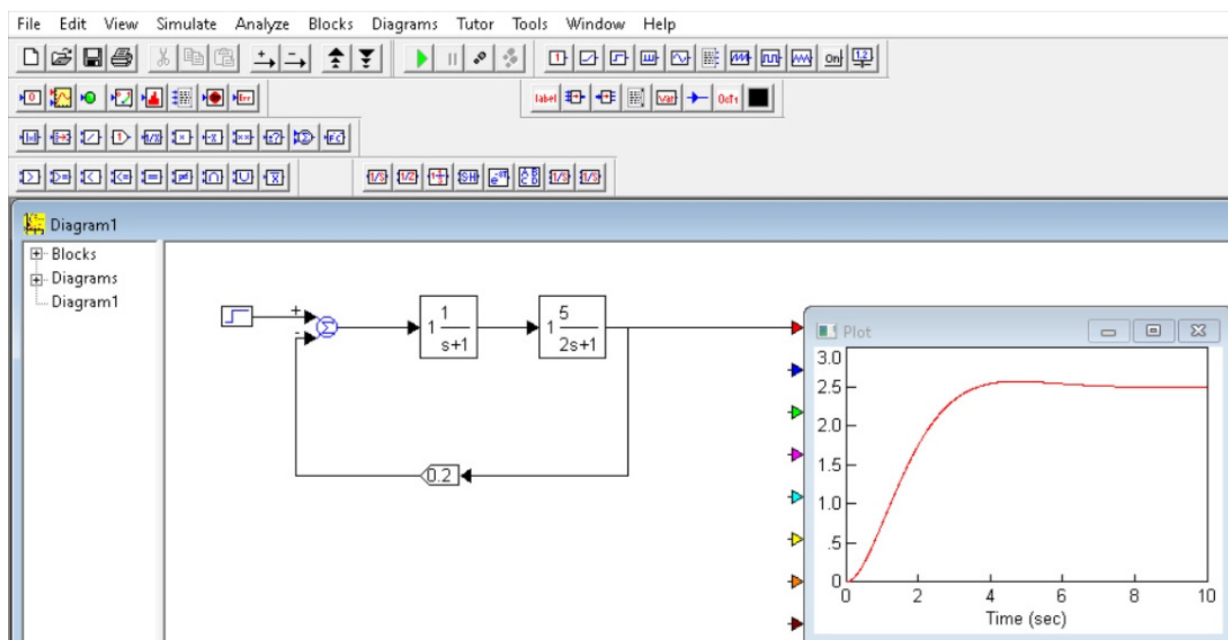 File Edit View Simulate Analyze Blocks Diagrams Tutor Tools Window Help
Diagram1
Blocks
Diagrams
Diagram1
+
-
1 1
s+1
1 5
2s+1
0.2
Plot
3.0
2.5
2.0
1.5
1.0
.5
0
0 2 4 6 8 10
Time (sec)
label
var